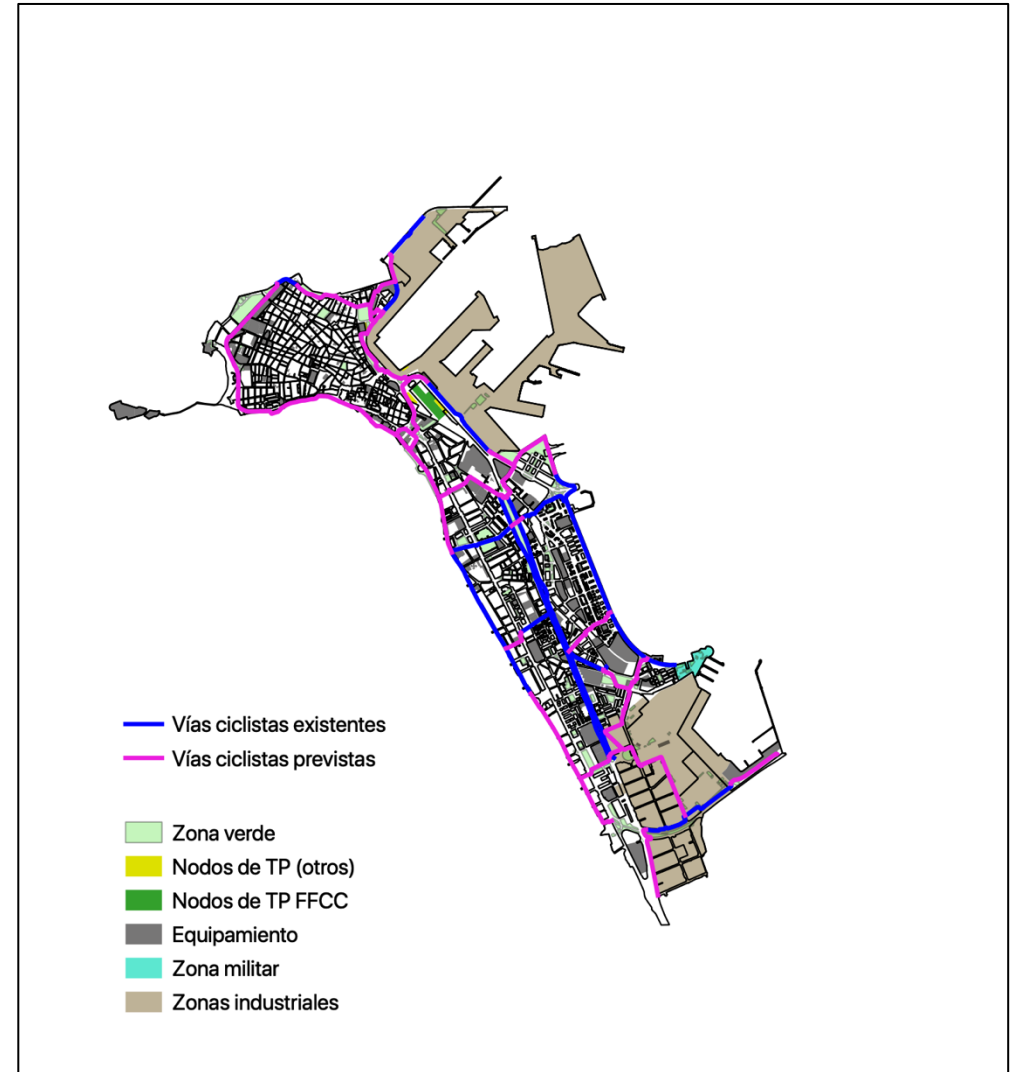 Vías ciclistas existentes
Vías ciclistas previstas
Zona verde
Nodos de TP (otros)
Nodos de TP FFCC
Equipamiento
Zona militar
Zonas industriales